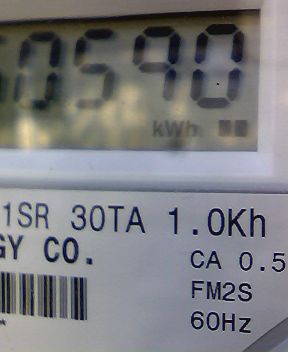 0590
kWh
1SR 30TA 1.0Kh
GY CO.
CA 0.5
FM2S
60Hz